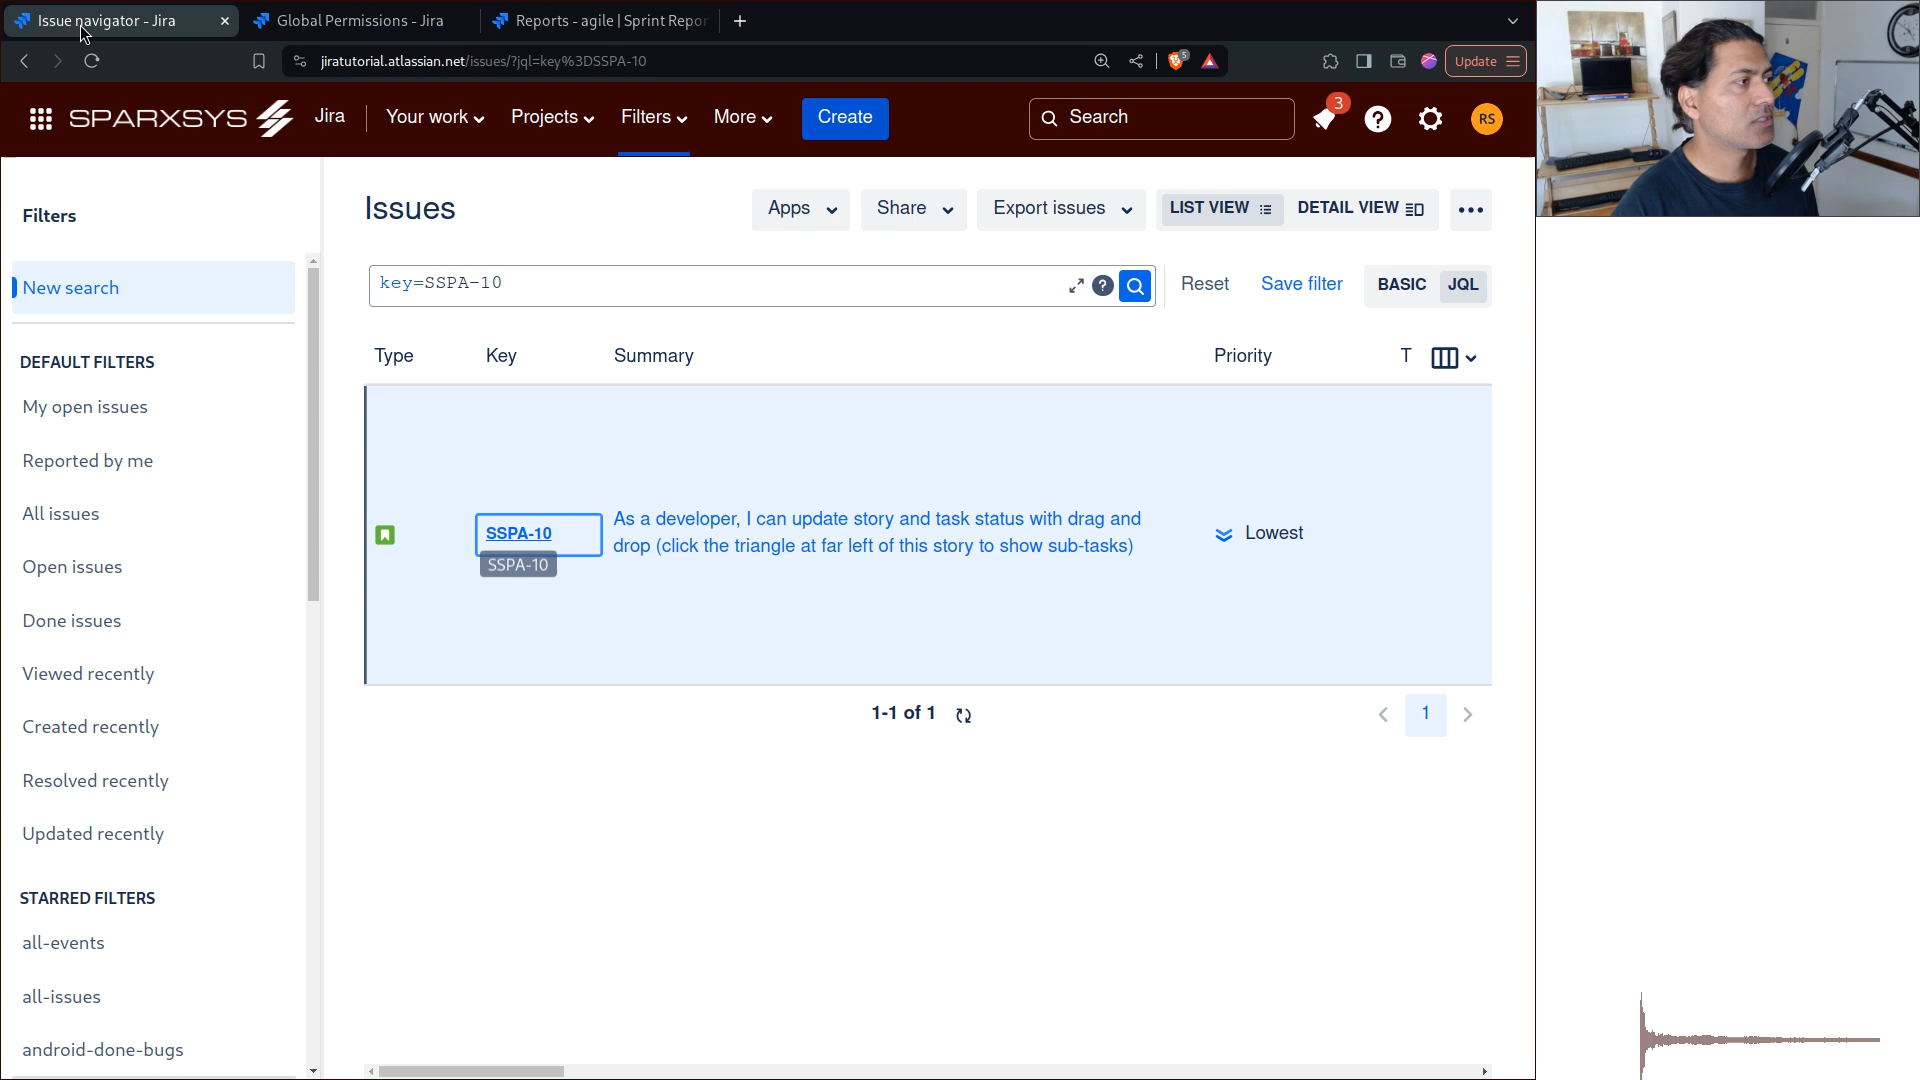 Issue navigator - Jira
Global Permissions - Jira
Reports - agile | Sprint Repor
jiratutorial.atlassian.net/issues/?jql=key%3DSSPA-10
5
Update
SPARXSYS
Jira
Your work
Projects
Filters
More
Create
Search
3
RS
Filters
New search
DEFAULT FILTERS
My open issues
Reported by me
All issues
Open issues
Done issues
Viewed recently
Created recently
Resolved recently
Updated recently
STARRED FILTERS
all-events
all-issues
android-done-bugs
Issues
Apps
Share
Export issues
LIST VIEW
DETAIL VIEW
key=SSPA-10
?
Reset
Save filter
BASIC
JQL
Type
Key
Summary
Priority
T
SSPA-10
SSPA-10
As a developer, I can update story and task status with drag and
drop (click the triangle at far left of this story to show sub-tasks)
Lowest
1-1 of 1
1